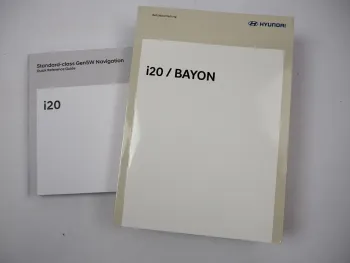 Standard-class Gen5W Navigation
Quick Reference Guide
i20
HYUNDAI
i20 / BAYON